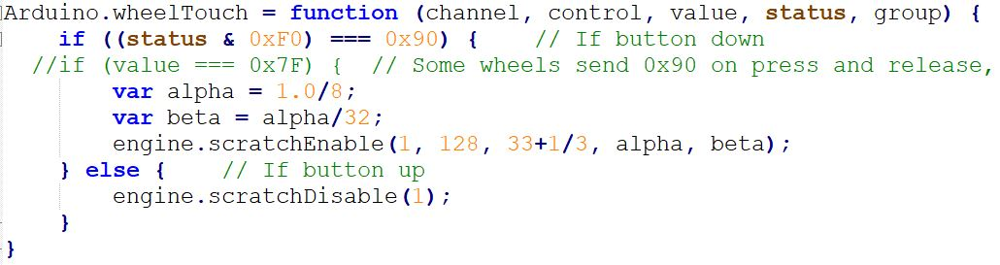 Arduino.wheelTouch = function (channel, control, value, status, group) {
    if ((status & 0xF0) === 0x90) {    // If button down
  //if (value === 0x7F) {  // Some wheels send 0x90 on press and release,
        var alpha = 1.0/8;
        var beta = alpha/32;
        engine.scratchEnable(1, 128, 33+1/3, alpha, beta);
    } else {    // If button up
        engine.scratchDisable(1);
    }
}